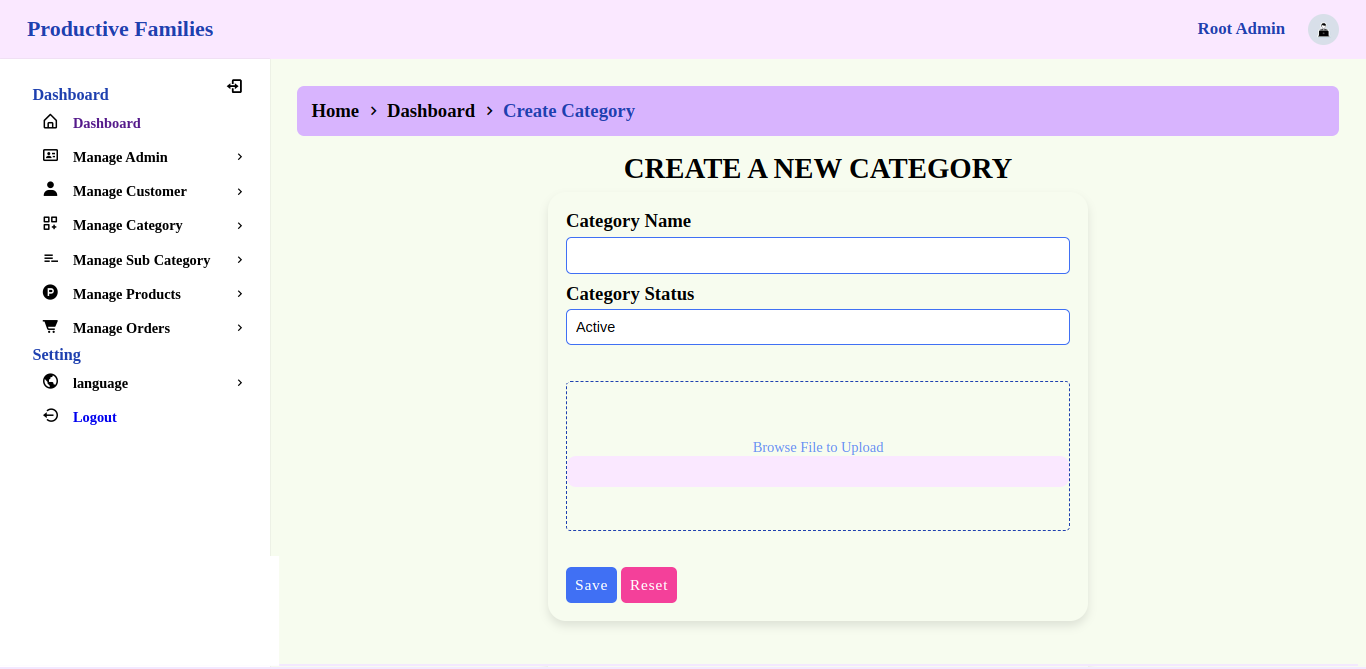 Productive Families
Root Admin
Dashboard
Dashboard
Manage Admin
Manage Customer
Manage Category
Manage Sub Category
Manage Products
Manage Orders
Setting
language
Logout
Home > Dashboard > Create Category
CREATE A NEW CATEGORY
Category Name
Category Status
Active
Browse File to Upload
Save Reset